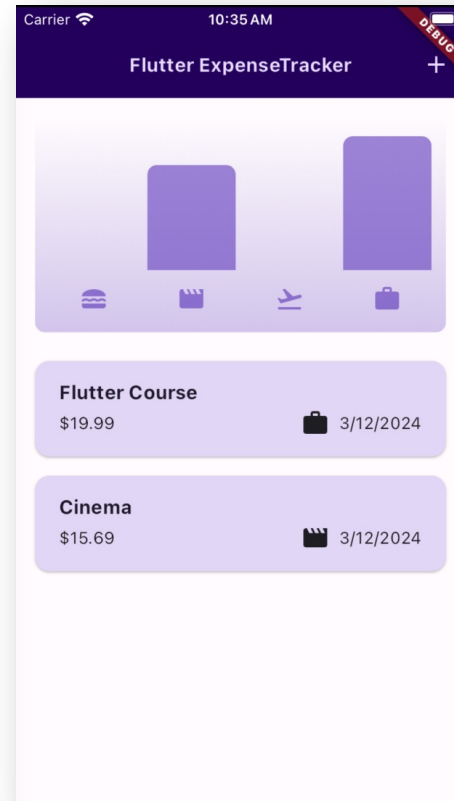 Carrier 10:35 AM
DEBUG
Flutter ExpenseTracker +
Flutter Course
$19.99 3/12/2024
Cinema
$15.69 3/12/2024